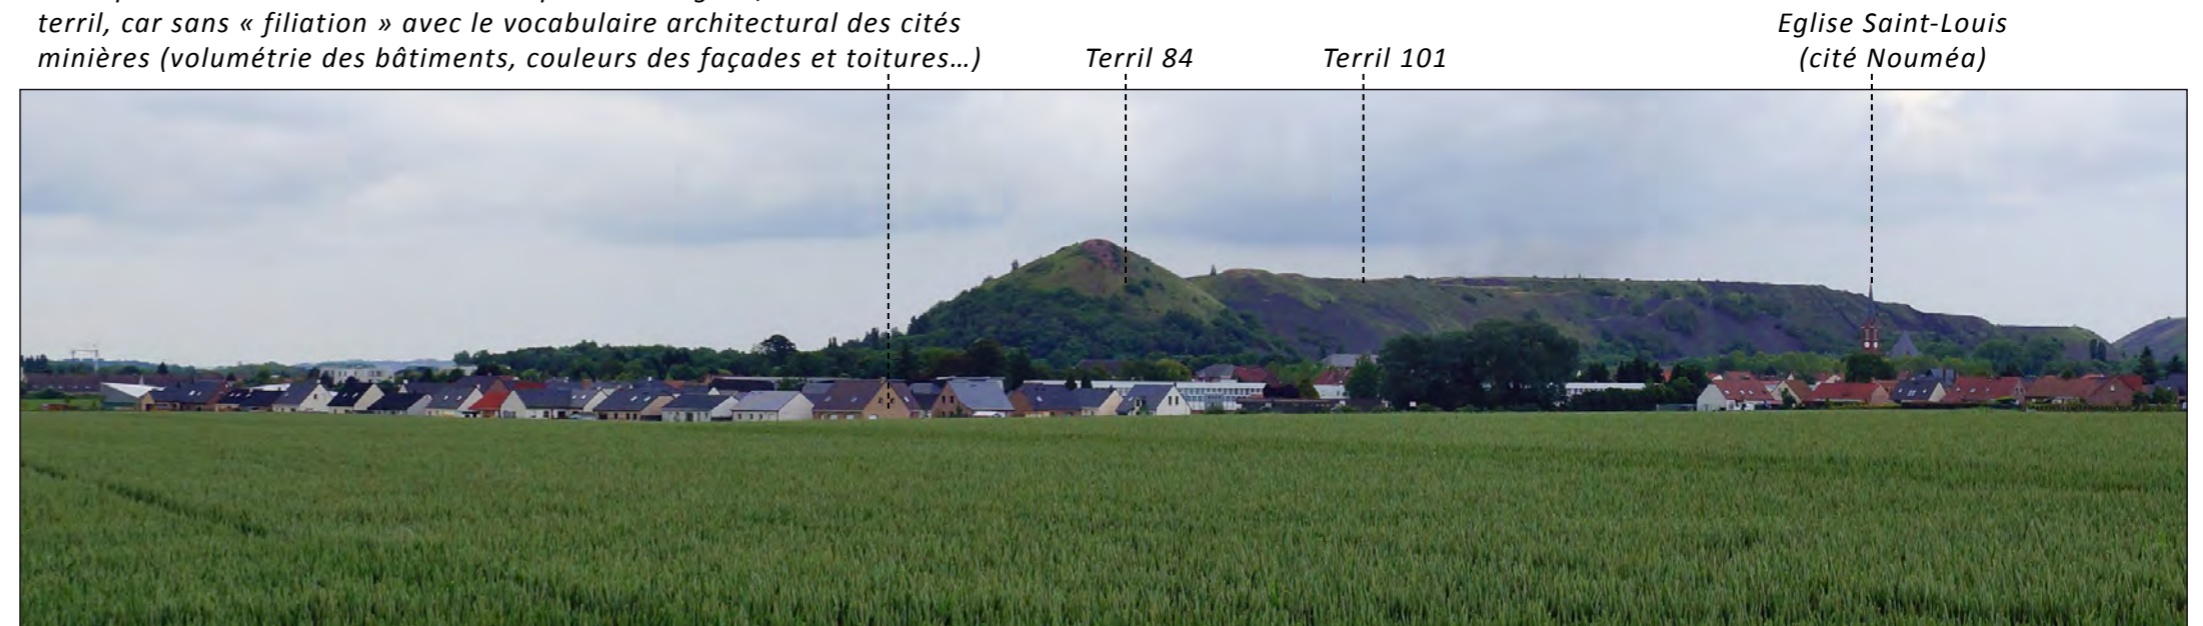 terril, car sans « filiation » avec le vocabulaire architectural des cités
minières (volumétrie des bâtiments, couleurs des façades et toitures…)
Terril 84
Terril 101
Eglise Saint-Louis
(cité Nouméa)